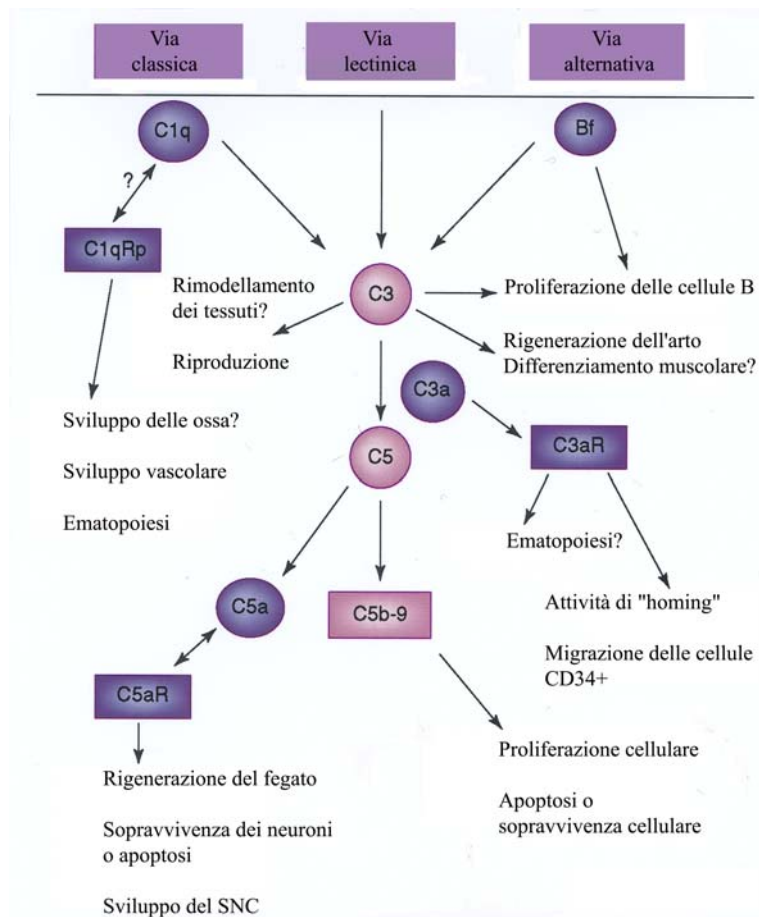 Via
classica
Via
lectinica
Via
alternativa
C1q
Bf
?
C1qRp
C3
Rimodellamento
dei tessuti?
Riproduzione
Proliferazione delle cellule B
Rigenerazione dell'arto
Differenziamento muscolare?
C3a
C3aR
Sviluppo delle ossa?
Sviluppo vascolare
Ematopoiesi
C5
Ematopoiesi?
C5a
C5b-9
Attività di "homing"
Migrazione delle cellule
CD34+
C5aR
Proliferazione cellulare
Apoptosi o
sopravvivenza cellulare
Rigenerazione del fegato
Sopravvivenza dei neuroni
o apoptosi
Sviluppo del SNC